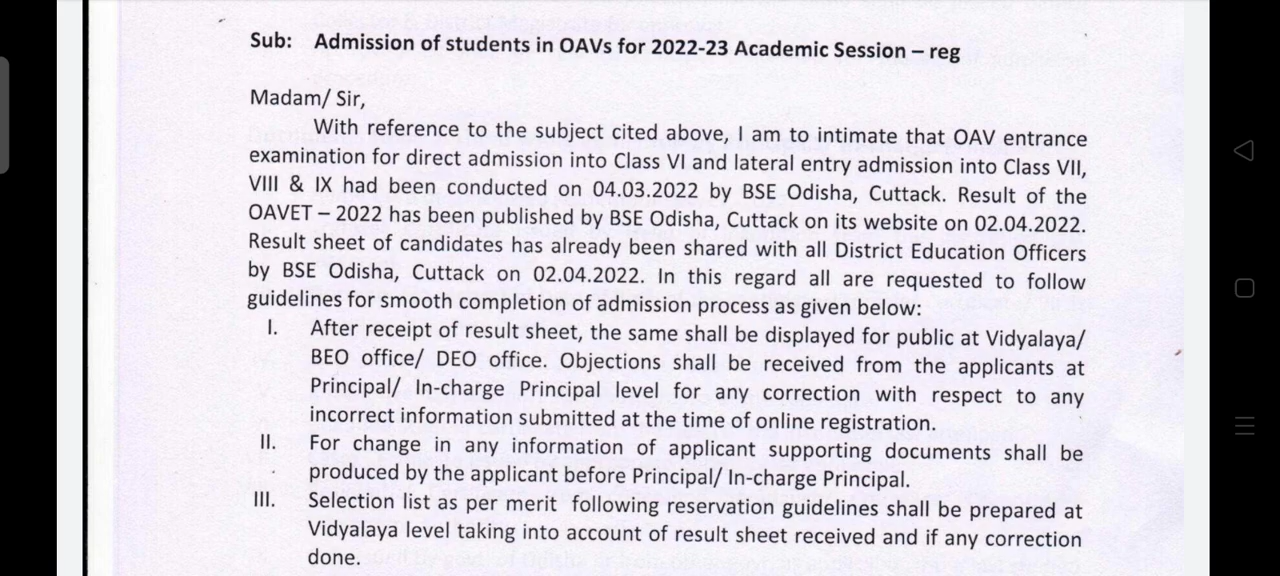 Sub: Admission of students in OAVs for 2022-23 Academic Session – reg
Madam/ Sir,
With reference to the subject cited above, I am to intimate that OAV entrance
examination for direct admission into Class VI and lateral entry admission into Class VII,
VIII & IX had been conducted on 04.03.2022 by BSE Odisha, Cuttack. Result of the
OAVET – 2022 has been published by BSE Odisha, Cuttack on its website on 02.04.2022.
Result sheet of candidates has already been shared with all District Education Officers
by BSE Odisha, Cuttack on 02.04.2022. In this regard all are requested to follow
guidelines for smooth completion of admission process as given below:
I. After receipt of result sheet, the same shall be displayed for public at Vidyalaya/
BEO office/ DEO office. Objections shall be received from the applicants at
Principal/ In-charge Principal level for any correction with respect to any
incorrect information submitted at the time of online registration.
II. For change in any information of applicant supporting documents shall be
produced by the applicant before Principal/ In-charge Principal.
III. Selection list as per merit following reservation guidelines shall be prepared at
Vidyalaya level taking into account of result sheet received and if any correction
done.